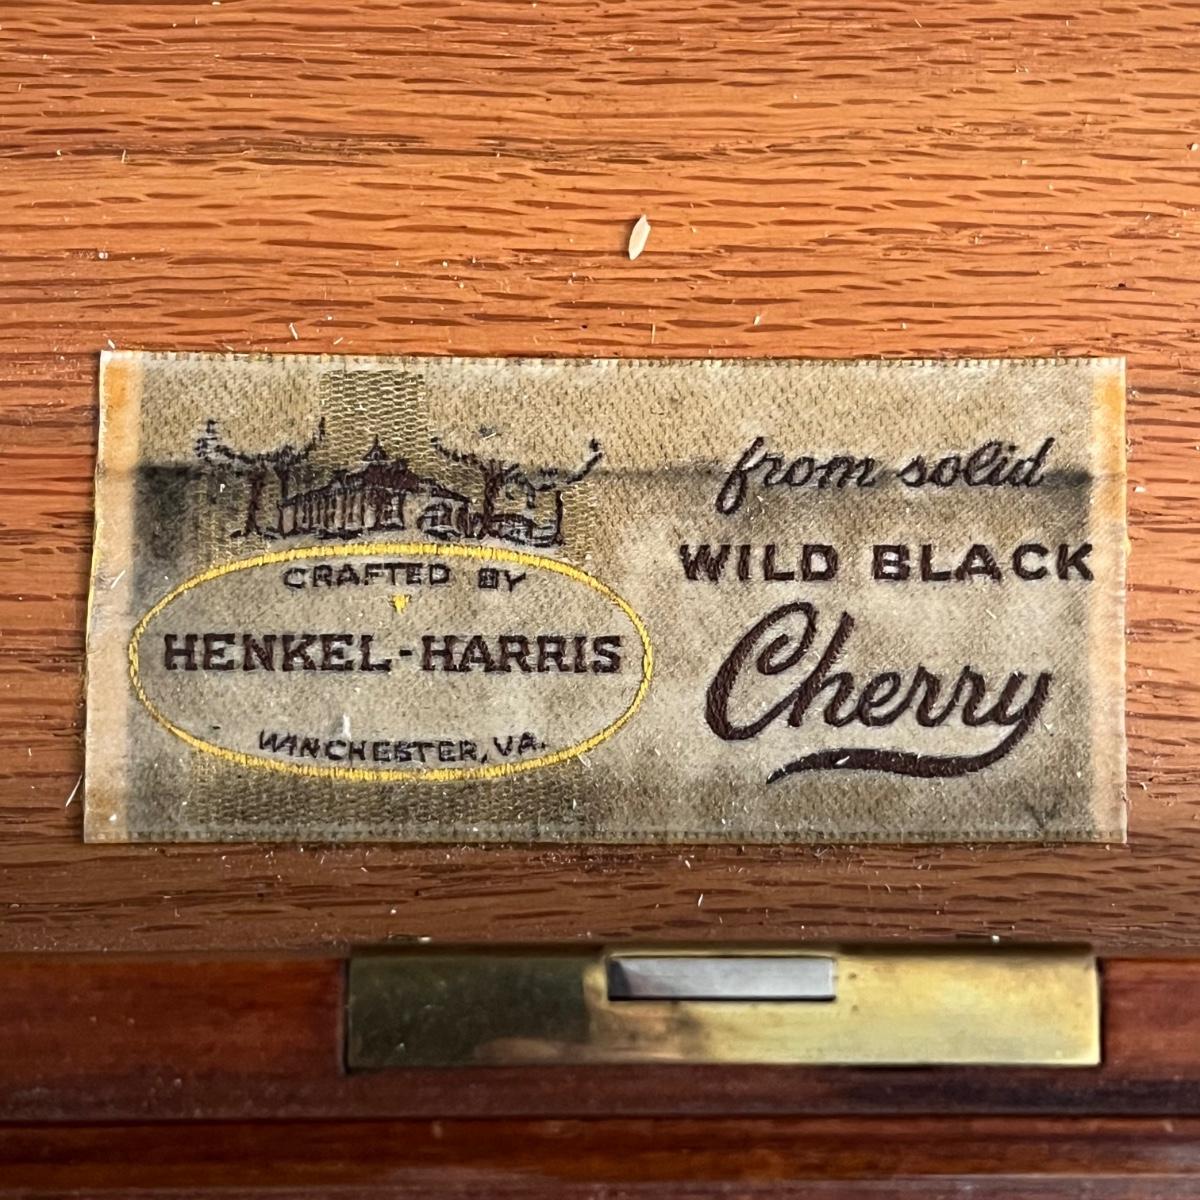 CRAFTED BY
HENKEL-HARRIS
WINCHESTER, VA.
from solid
WILD BLACK
Cherry